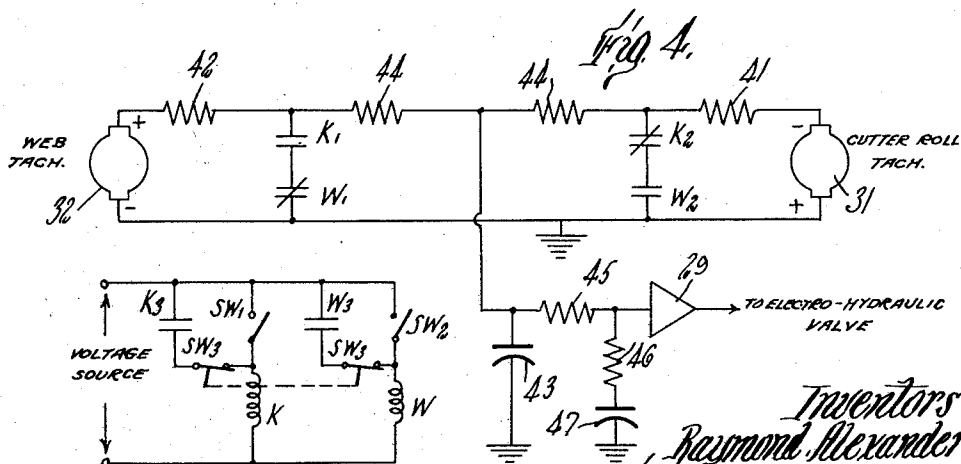 Fig. 4.
42
44
44
41
WEB
TACH.
+
-
32
K1
W1
K2
W2
-
+
CUTTER ROLL
TACH.
31
VOLTAGE
SOURCE
K3
SW1
W3
SW2
SW3
SW3
K
W
45
29
TO ELECTRO-HYDRAULIC
VALVE
43
46
47
Inventors
Raymond Alexander